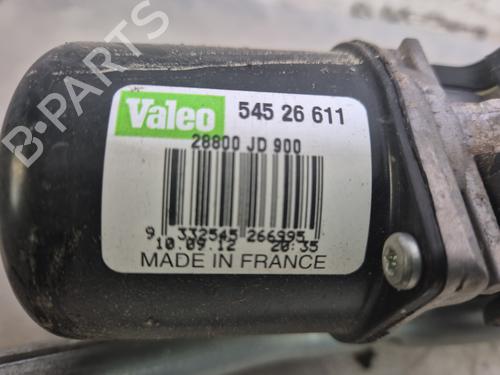 B-PARTS
Valeo 545 26 611
28800 JD 900
9 332545 266995
10.09.12 20:35
MADE IN FRANCE